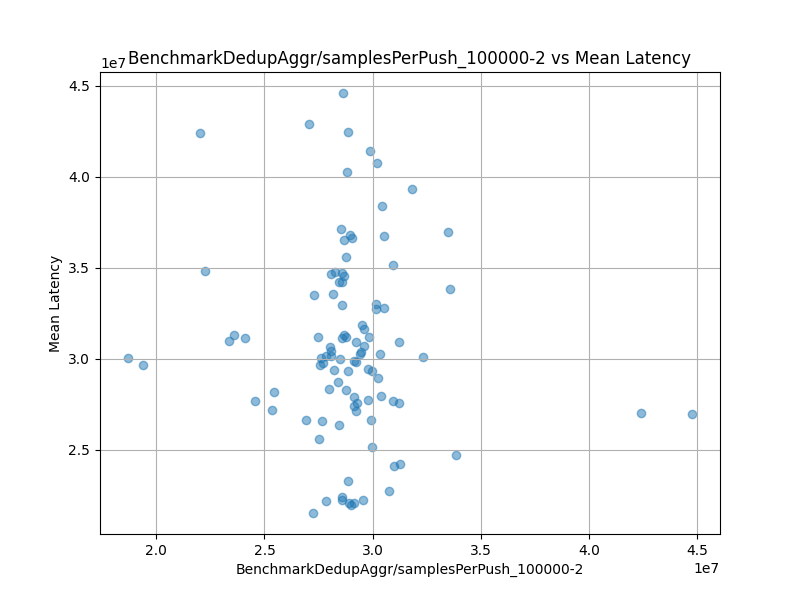 BenchmarkDedupAggr/samplesPerPush_100000-2 vs Mean Latency
1e7
4.5
4.0
3.5
3.0
2.5
Mean Latency
2.0 2.5 3.0 3.5 4.0 4.5
1e7
BenchmarkDedupAggr/samplesPerPush_100000-2